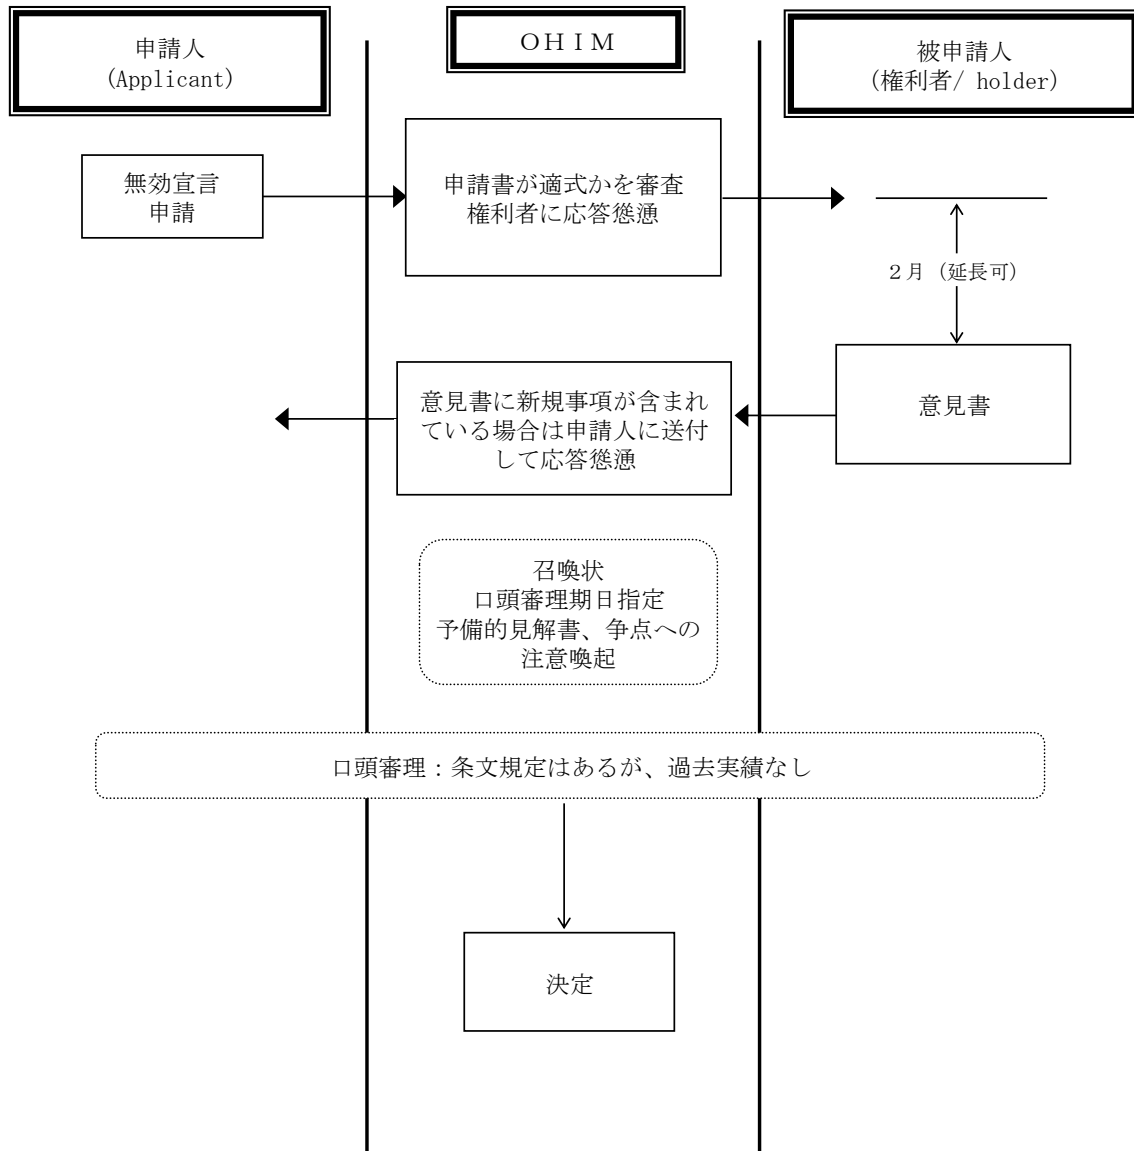 申請人
(Applicant)
ＯＨＩＭ
被申請人
(権利者/ holder)
無効宣言
申請
申請書が適式かを審査
権利者に応答慫慂
２月（延長可）
意見書に新規事項が含まれ
ている場合は申請人に送付
して応答慫慂
意見書
召喚状
口頭審理期日指定
予備的見解書、争点への
注意喚起
口頭審理：条文規定はあるが、過去実績なし
決定